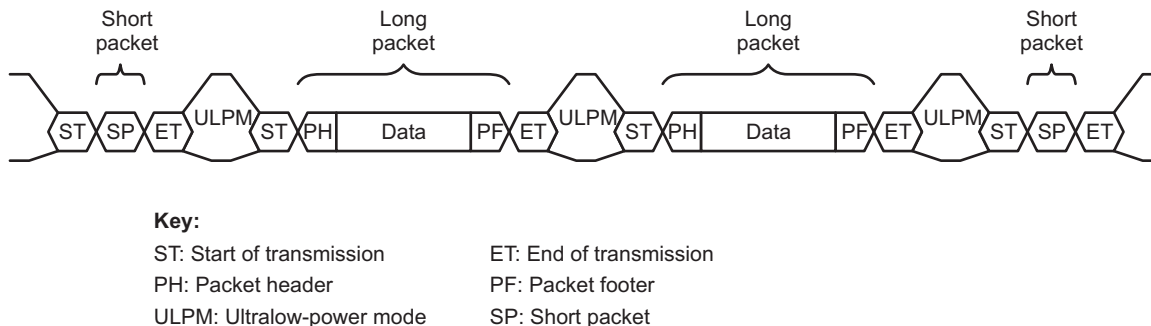 Short packet
Long packet
Long packet
Short packet
ST SP ET ULPM ST PH Data PF ET ULPM ST PH Data PF ET ULPM ST SP ET
Key:
ST: Start of transmission ET: End of transmission
PH: Packet header PF: Packet footer
ULPM: Ultralow-power mode SP: Short packet